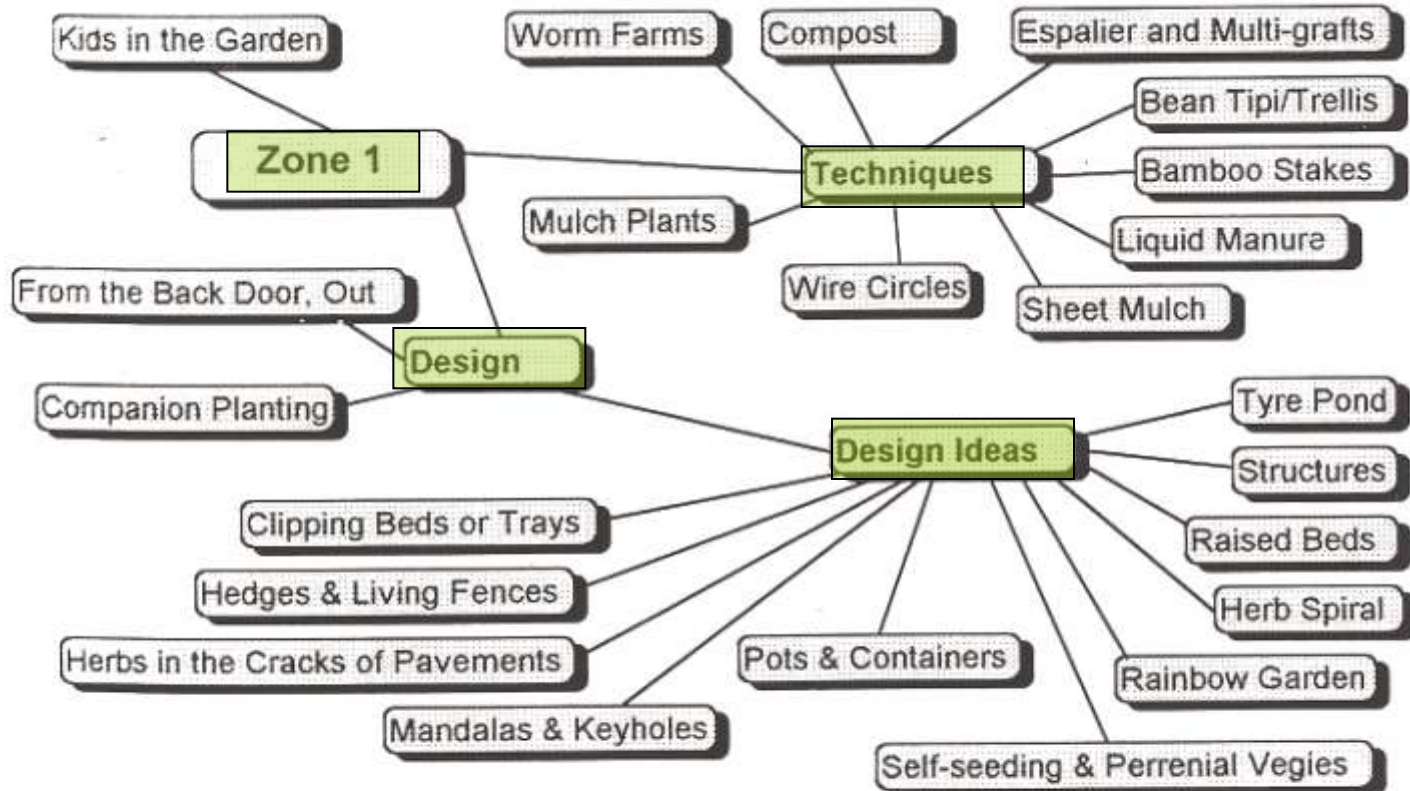 Kids in the Garden
Worm Farms
Compost
Espalier and Multi-grafts
Bean Tipi/Trellis
Zone 1
Techniques
Bamboo Stakes
Mulch Plants
Liquid Manure
Wire Circles
Sheet Mulch
From the Back Door, Out
Design
Companion Planting
Tyre Pond
Design Ideas
Structures
Clipping Beds or Trays
Raised Beds
Hedges & Living Fences
Herb Spiral
Herbs in the Cracks of Pavements
Pots & Containers
Rainbow Garden
Mandalas & Keyholes
Self-seeding & Perrenial Vegies